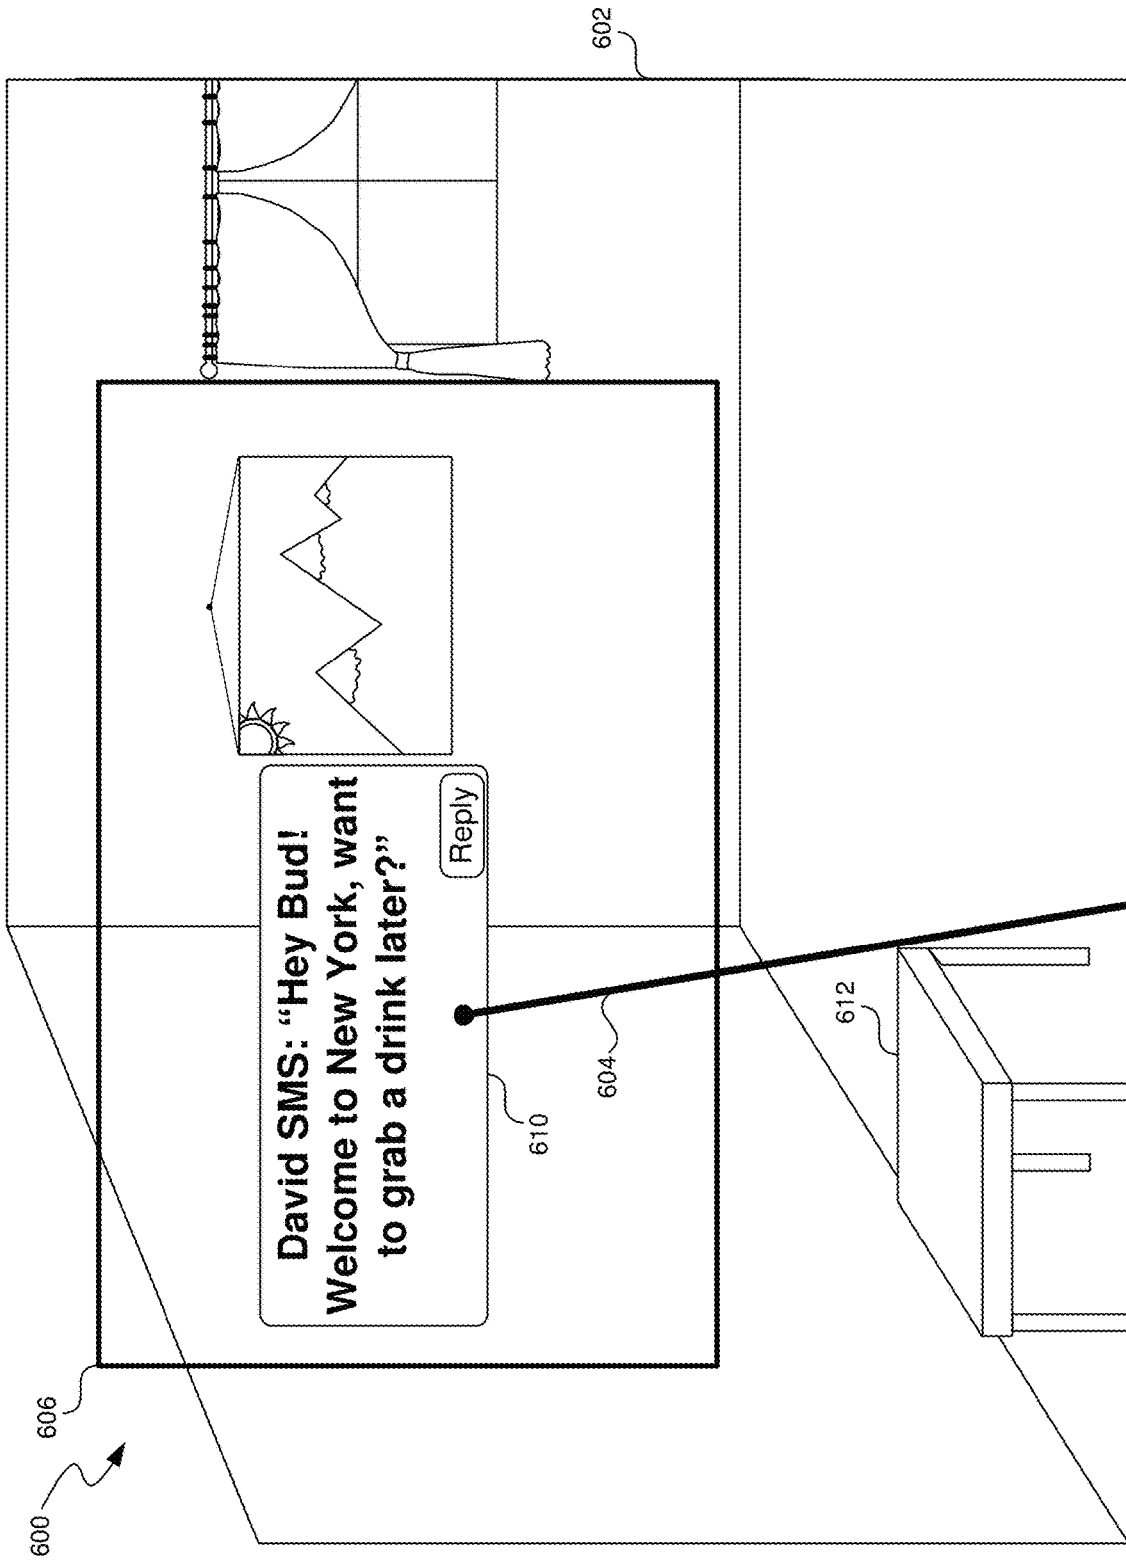 600
606
602
David SMS: “Hey Bud!
Welcome to New York, want
to grab a drink later?”
Reply
610
604
612